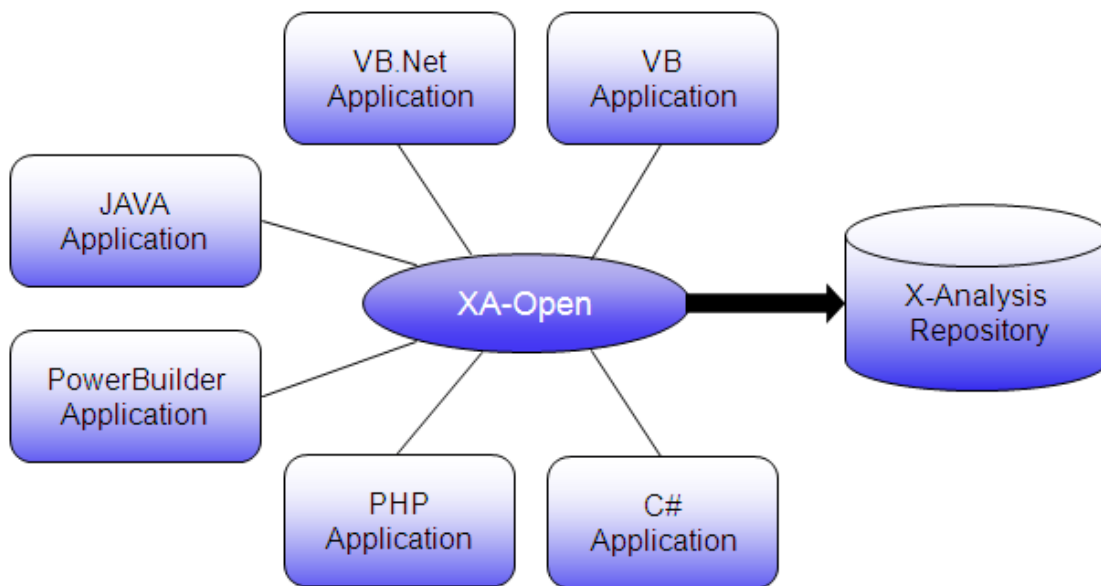 VB.Net
Application
VB
Application
JAVA
Application
XA-Open
X-Analysis
Repository
PowerBuilder
Application
PHP
Application
C#
Application